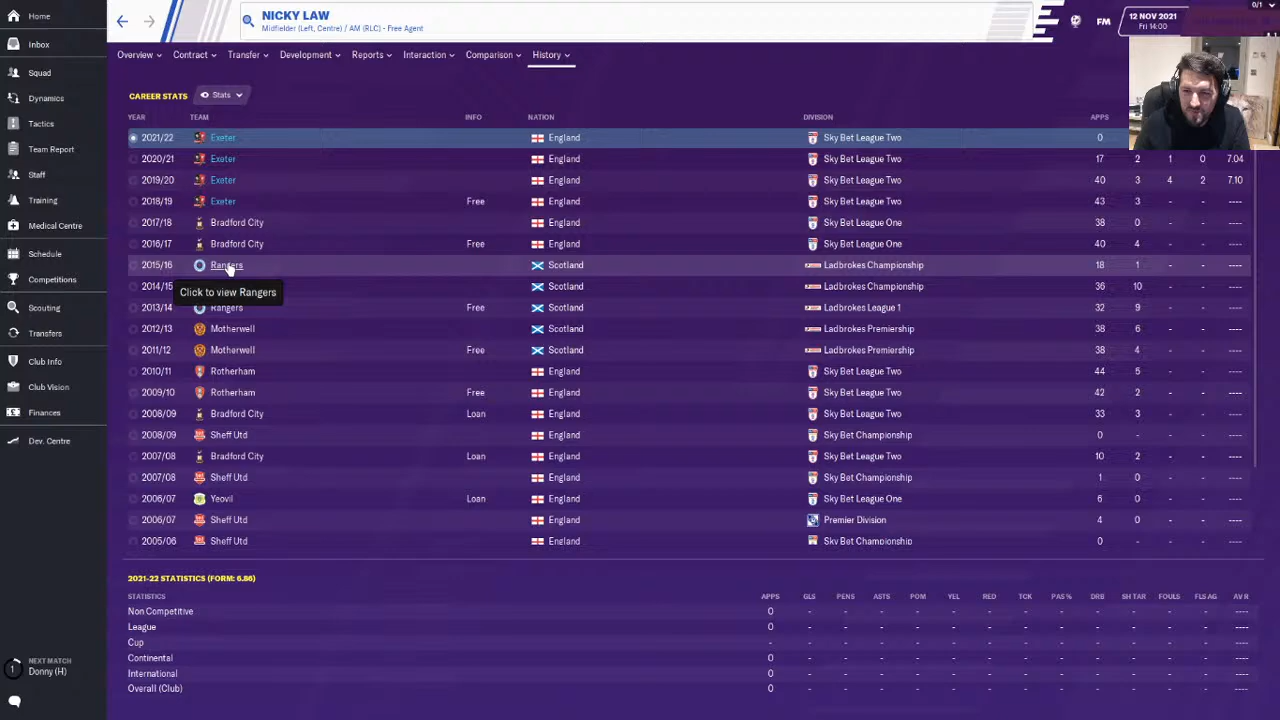 Home
NICKY LAW
Midfielder (Left, Centre) / AM (RLC) - Free Agent
FM
12 NOV 2021
Fri 14:00
0/1
Inbox
Squad
Dynamics
Tactics
Team Report
Staff
Training
Medical Centre
Schedule
Competitions
Scouting
Transfers
Club Info
Club Vision
Finances
Dev. Centre
NEXT MATCH
Donny (H)
Overview Contract Transfer Development Reports Interaction Comparison History
CAREER STATS Stats
YEAR TEAM INFO NATION DIVISION APPS
2021/22 Exeter England Sky Bet League Two 0
2020/21 Exeter England Sky Bet League Two 17 2 1 0 7.04
2019/20 Exeter England Sky Bet League Two 40 3 4 2 7.10
2018/19 Exeter Free England Sky Bet League Two 43 3 - - ----
2017/18 Bradford City England Sky Bet League One 38 0 - - ----
2016/17 Bradford City Free England Sky Bet League One 40 4 - - ----
2015/16 Rangers Scotland Ladbrokes Championship 18 1 - - ----
2014/15 Scotland Ladbrokes Championship 36 10 - - ----
Click to view Rangers
2013/14 Rangers Free Scotland Ladbrokes League 1 32 9 - - ----
2012/13 Motherwell Scotland Ladbrokes Premiership 38 6 - - ----
2011/12 Motherwell Free Scotland Ladbrokes Premiership 38 4 - - ----
2010/11 Rotherham England Sky Bet League Two 44 5 - - ----
2009/10 Rotherham Free England Sky Bet League Two 42 2 - - ----
2008/09 Bradford City Loan England Sky Bet League Two 33 3 - - ----
2008/09 Sheff Utd England Sky Bet Championship 0 - - - ----
2007/08 Bradford City Loan England Sky Bet League Two 10 2 - - ----
2007/08 Sheff Utd England Sky Bet Championship 1 0 - - ----
2006/07 Yeovil Loan England Sky Bet League One 6 0 - - ----
2006/07 Sheff Utd England Premier Division 4 0 - - ----
2005/06 Sheff Utd England Sky Bet Championship 0 - - - ----
2021-22 STATISTICS (FORM: 6.86)
STATISTICS APPS GLS PENS ASTS POM YEL RED TCK PAS % DRB SH TAR FOULS FLS AG AV R
Non Competitive 0 - - - - - - - - - - - - ----
League 0 - - - - - - - - - - - - ----
Cup - - - - - - - - - - - - - ----
Continental 0 - - - - - - - - - - - - ----
International 0 - - - - - - - - - - - - ----
Overall (Club) 0 - - - - - - - - - - - - ----